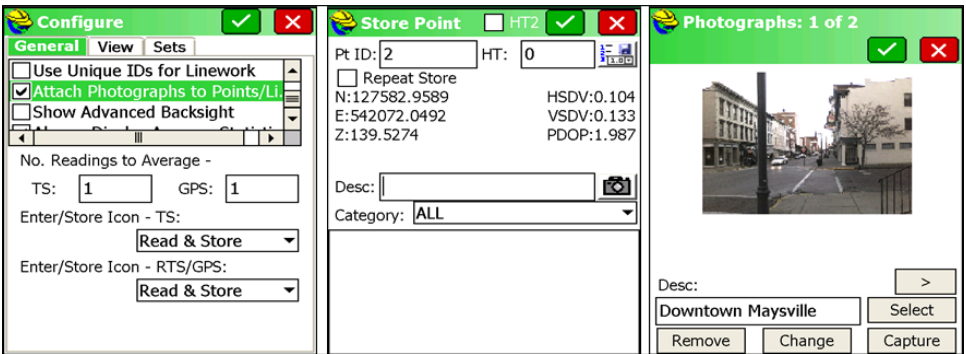 Configure
General View Sets
Use Unique IDs for Linework
Attach Photographs to Points/Li
Show Advanced Backsight
No. Readings to Average -
TS: 1 GPS: 1
Enter/Store Icon - TS:
Read & Store
Enter/Store Icon - RTS/GPS:
Read & Store
Store Point HT2
Pt ID: 2 HT: 0
Repeat Store
N:127582.9589 HSDV:0.104
E:542072.0492 VSDV:0.133
Z:139.5274 PDOP:1.987
Desc:
Category: ALL
Photographs: 1 of 2
Desc: >
Downtown Maysville Select
Remove Change Capture